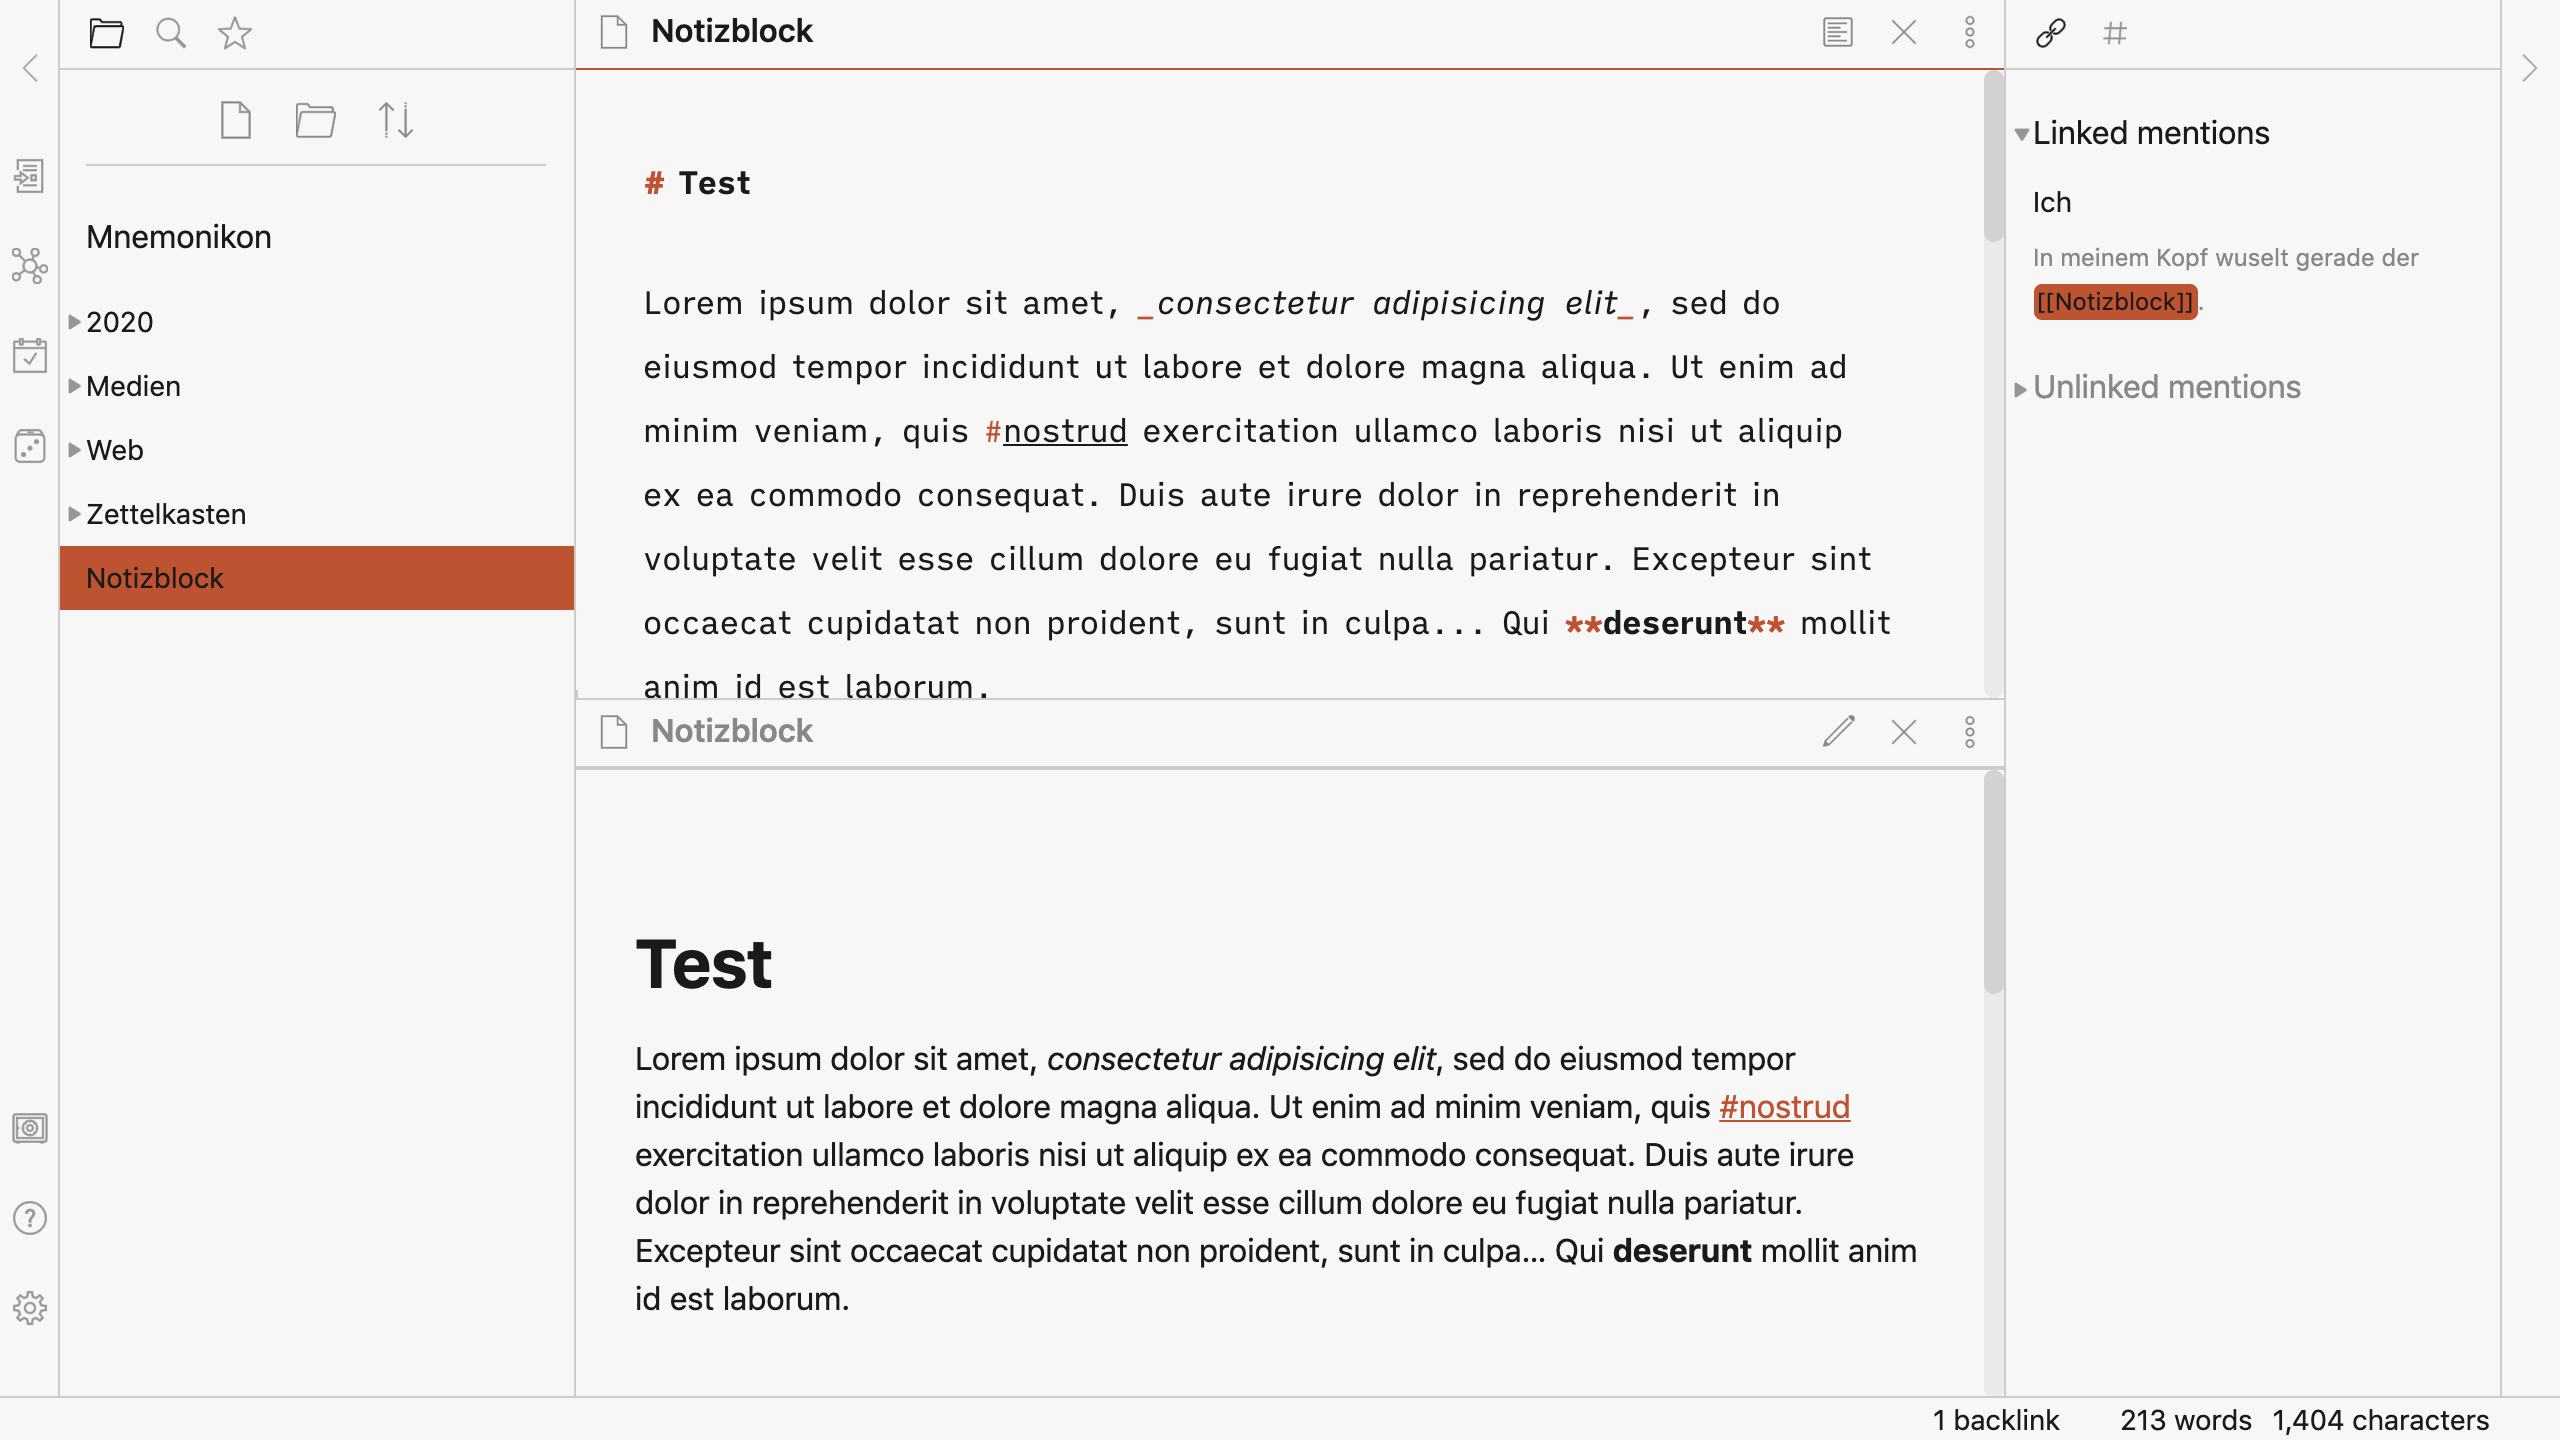 Mnemonikon
2020
Medien
Web
Zettelkasten
Notizblock
Notizblock
# Test
Lorem ipsum dolor sit amet, _consectetur adipisicing elit_, sed do
eiusmod tempor incididunt ut labore et dolore magna aliqua. Ut enim ad
minim veniam, quis #nostrud exercitation ullamco laboris nisi ut aliquip
ex ea commodo consequat. Duis aute irure dolor in reprehenderit in
voluptate velit esse cillum dolore eu fugiat nulla pariatur. Excepteur sint
occaecat cupidatat non proident, sunt in culpa... Qui **deserunt** mollit
anim id est laborum.
Notizblock
Test
Lorem ipsum dolor sit amet, consectetur adipisicing elit, sed do eiusmod tempor
incididunt ut labore et dolore magna aliqua. Ut enim ad minim veniam, quis #nostrud
exercitation ullamco laboris nisi ut aliquip ex ea commodo consequat. Duis aute irure
dolor in reprehenderit in voluptate velit esse cillum dolore eu fugiat nulla pariatur.
Excepteur sint occaecat cupidatat non proident, sunt in culpa... Qui deserunt mollit anim
id est laborum.
Linked mentions
Ich
In meinem Kopf wuselt gerade der
[[Notizblock]].
Unlinked mentions
1 backlink 213 words 1,404 characters